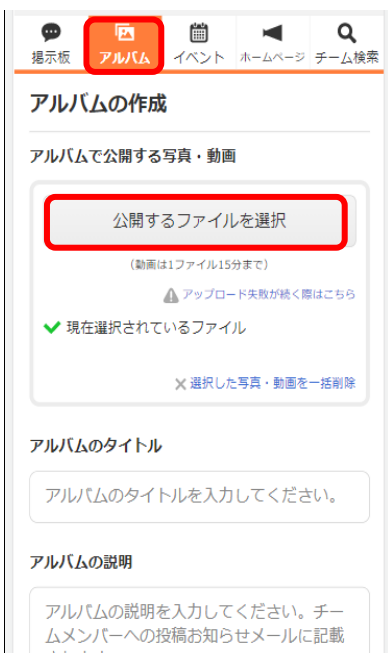 掲示板 アルバム イベント ホームページ チーム検索
アルバムの作成
アルバムで公開する写真・動画
公開するファイルを選択
(動画は1ファイル15分まで)
アップロード失敗が続く際はこちら
現在選択されているファイル
選択した写真・動画を一括削除
アルバムのタイトル
アルバムのタイトルを入力してください。
アルバムの説明
アルバムの説明を入力してください。チー
ムメンバーへの投稿お知らせメールに記載